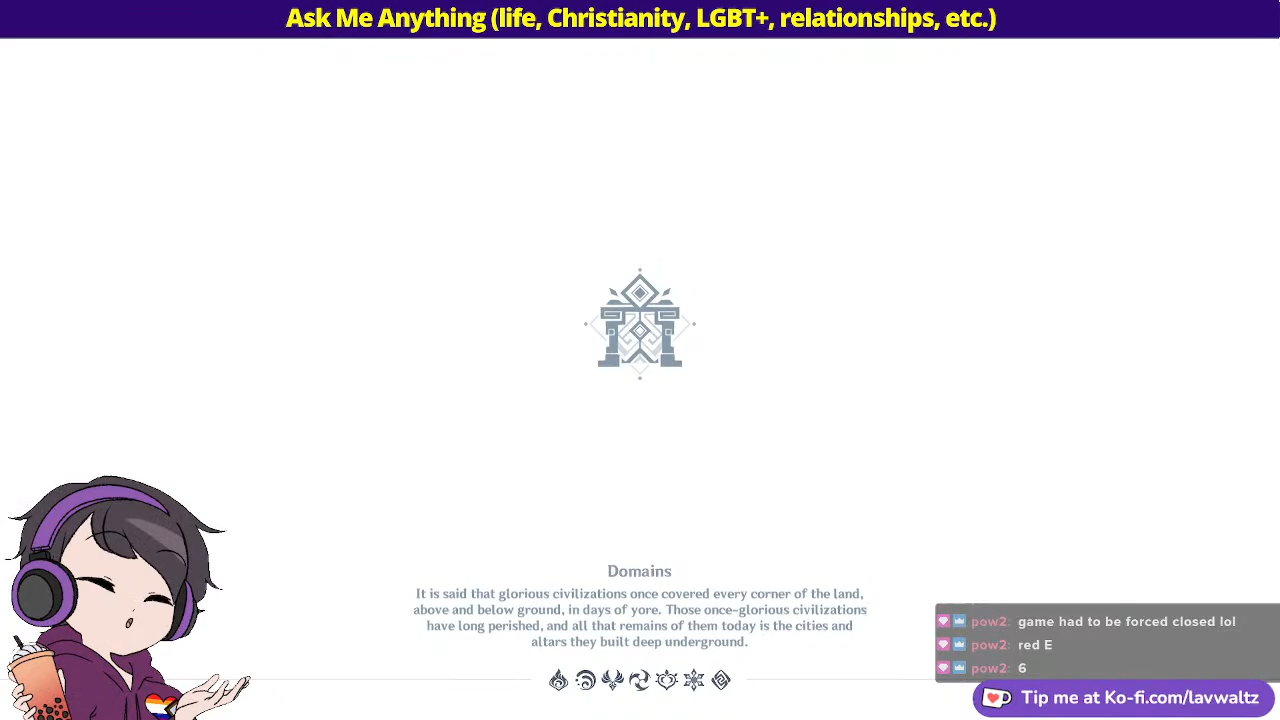 Ask Me Anything (life, Christianity, LGBT+, relationships, etc.)
Domains
It is said that glorious civilizations once covered every corner of the land,
above and below ground, in days of yore. Those once-glorious civilizations
have long perished, and all that remains of them today is the cities and
altars they built deep underground.
pow2: game had to be forced closed lol
pow2: red E
pow2: 6
Tip me at Ko-fi.com/lavwaltz